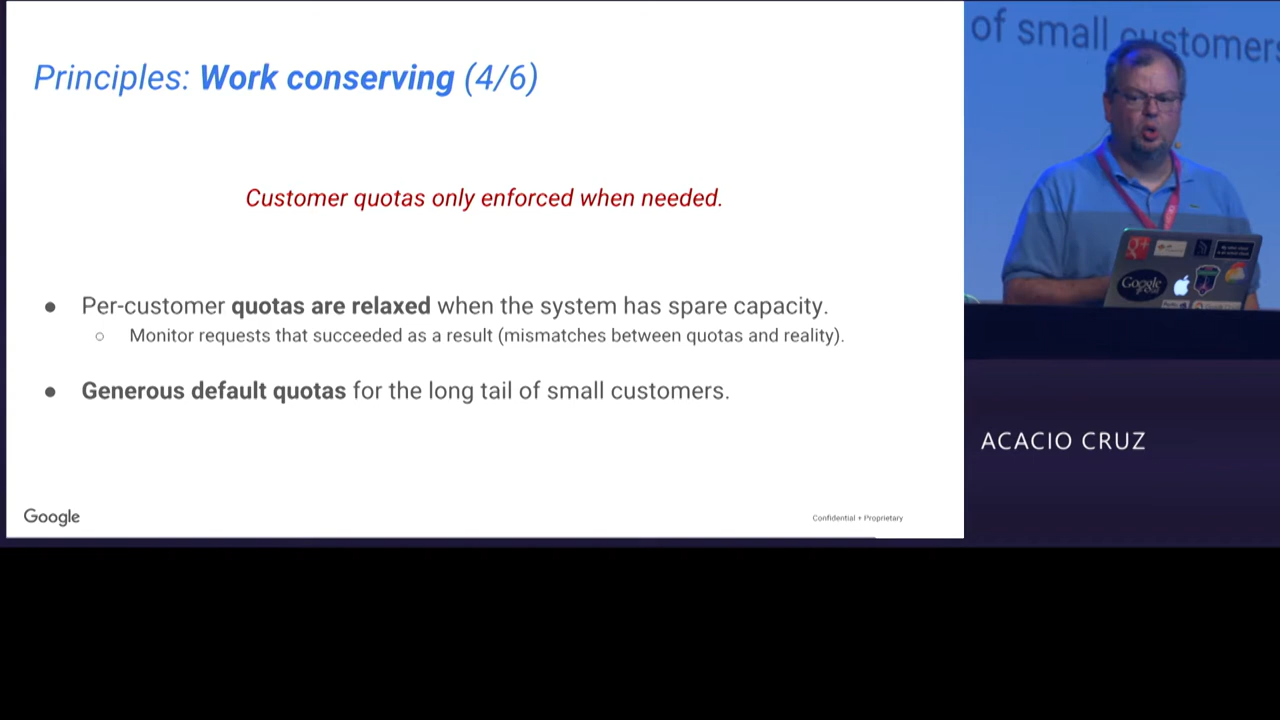 Principles: Work conserving (4/6)
Customer quotas only enforced when needed.
● Per-customer quotas are relaxed when the system has spare capacity.
○ Monitor requests that succeeded as a result (mismatches between quotas and reality).
● Generous default quotas for the long tail of small customers.
Google
Confidential + Proprietary
of small customers
Google
ACACIO CRUZ